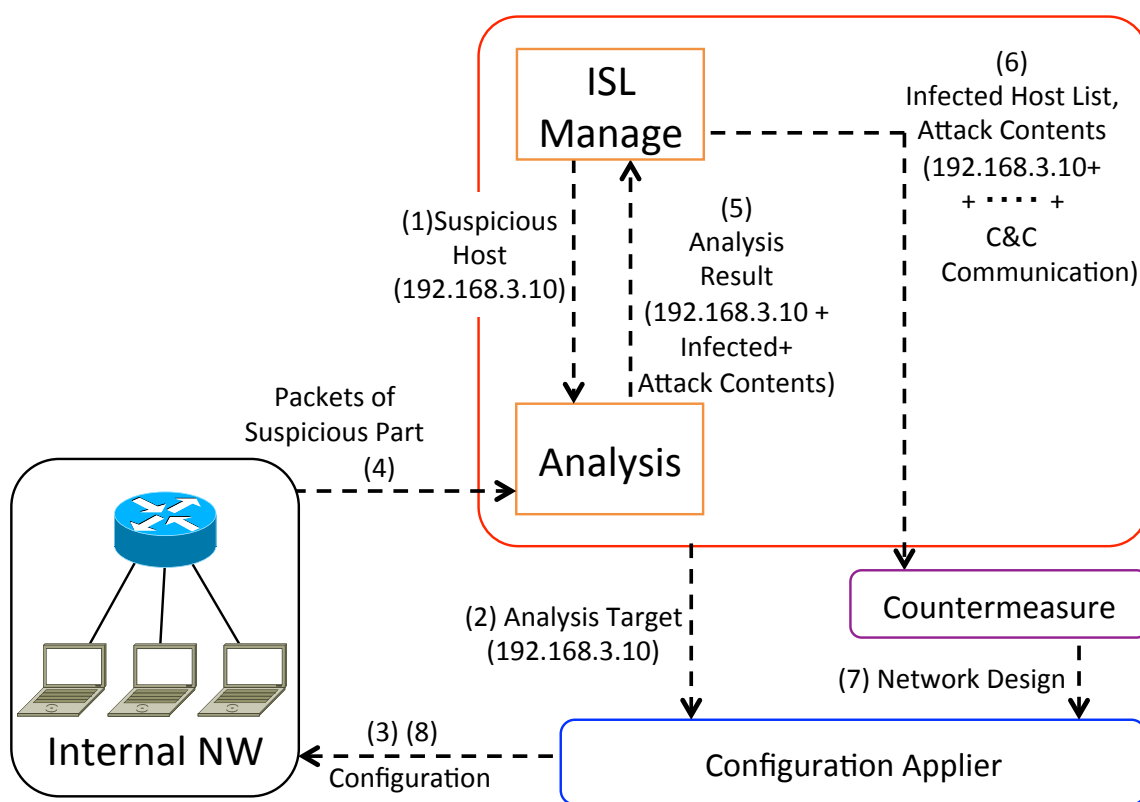 ISL
Manage
(6)
Infected Host List,
Attack Contents
(192.168.3.10+
+ ···· +
C&C
Communication)
(1)Suspicious
Host
(192.168.3.10)
(5)
Analysis
Result
(192.168.3.10 +
Infected+
Attack Contents)
Packets of
Suspicious Part
(4)
Analysis
(2) Analysis Target
(192.168.3.10)
Countermeasure
(7) Network Design
Internal NW
(3) (8)
Configuration
Configuration Applier